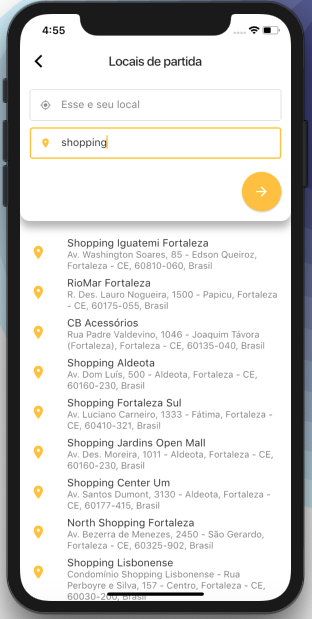 4:55
Locais de partida
Esse e seu local
shopping
Shopping Iguatemi Fortaleza
Av. Washington Soares, 85 - Edson Queiroz,
Fortaleza - CE, 60810-060, Brasil
RioMar Fortaleza
R. Des. Lauro Nogueira, 1500 - Papicu, Fortaleza
- CE, 60175-055, Brasil
CB Acessórios
Rua Padre Valdevino, 1046 - Joaquim Távora
(Fortaleza), Fortaleza - CE, 60135-040, Brasil
Shopping Aldeota
Av. Dom Luís, 500 - Aldeota, Fortaleza - CE,
60160-230, Brasil
Shopping Fortaleza Sul
Av. Luciano Carneiro, 1333 - Fátima, Fortaleza -
CE, 60410-321, Brasil
Shopping Jardins Open Mall
Av. Des. Moreira, 1011 - Aldeota, Fortaleza - CE,
60160-230, Brasil
Shopping Center Um
Av. Santos Dumont, 3130 - Aldeota, Fortaleza -
CE, 60177-415, Brasil
North Shopping Fortaleza
Av. Bezerra de Menezes, 2450 - São Gerardo,
Fortaleza - CE, 60325-902, Brasil
Shopping Lisbonense
Condomínio Shopping Lisbonense - Rua
Perboyre e Silva, 157 - Centro, Fortaleza - CE,
60030-200, Brasil